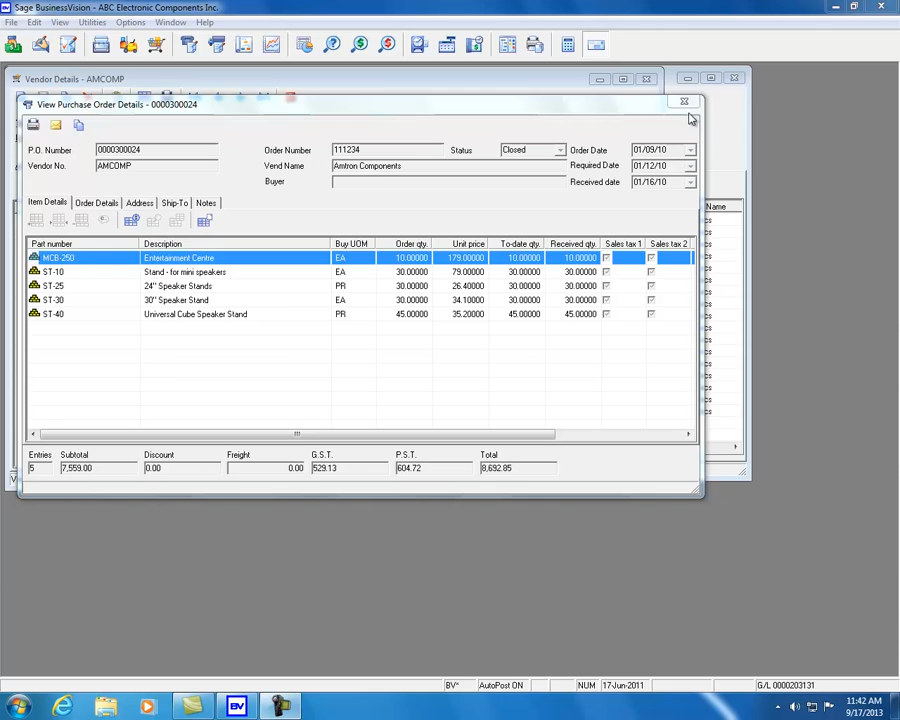 Sage BusinessVision - ABC Electronic Components Inc.
File Edit View Utilities Options Window Help
Vendor Details - AMCOMP
View Purchase Order Details - 0000300024
P.O. Number 0000300024 Order Number 111234 Status Closed Order Date 01/09/10
Vendor No. AMCOMP Vend Name Amtron Components Required Date 01/12/10
Buyer Received date 01/16/10
Item Details Order Details Address Ship-To Notes
Name
Part number Description Buy UOM Order qty. Unit price To-date qty. Received qty. Sales tax 1 Sales tax 2
MCB-250 Entertainment Centre EA 10.00000 179.00000 10.00000 10.00000
ST-10 Stand - for mini speakers EA 30.00000 79.00000 30.00000 30.00000
ST-25 24" Speaker Stands PR 30.00000 26.40000 30.00000 30.00000
ST-30 30" Speaker Stand EA 30.00000 34.10000 30.00000 30.00000
ST-40 Universal Cube Speaker Stand PR 45.00000 35.20000 45.00000 45.00000
Entries Subtotal Discount Freight G.S.T. P.S.T. Total
5 7,559.00 0.00 0.00 529.13 604.72 8,692.85
BV* AutoPost ON NUM 17-Jun-2011 G/L 0000203131
BV
11:42 AM
9/17/2013